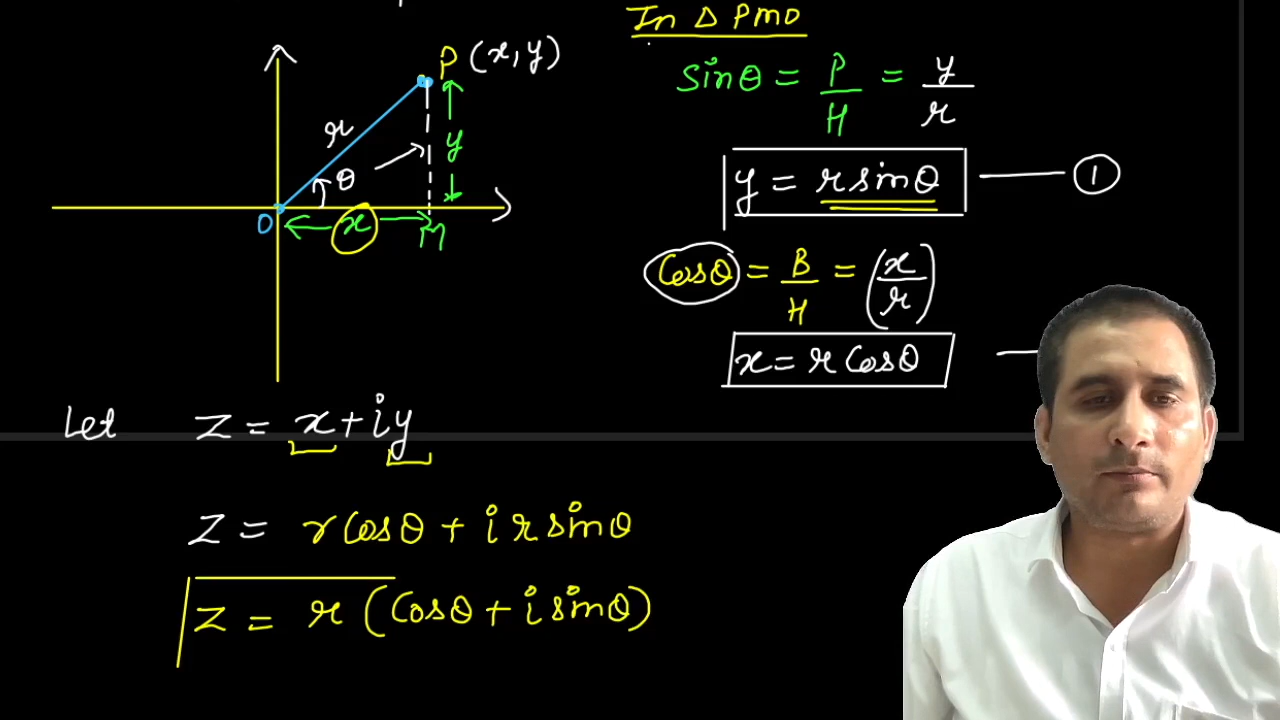 P (x, y)
r
θ
y
O
x
M
In Δ PMO
sinθ = P/H = y/r
y = r sinθ ——— ①
Cosθ = B/H = (x/r)
x = r Cosθ
Let Z = x + iy
Z = r Cosθ + i r sinθ
Z = r (Cosθ + i sinθ)